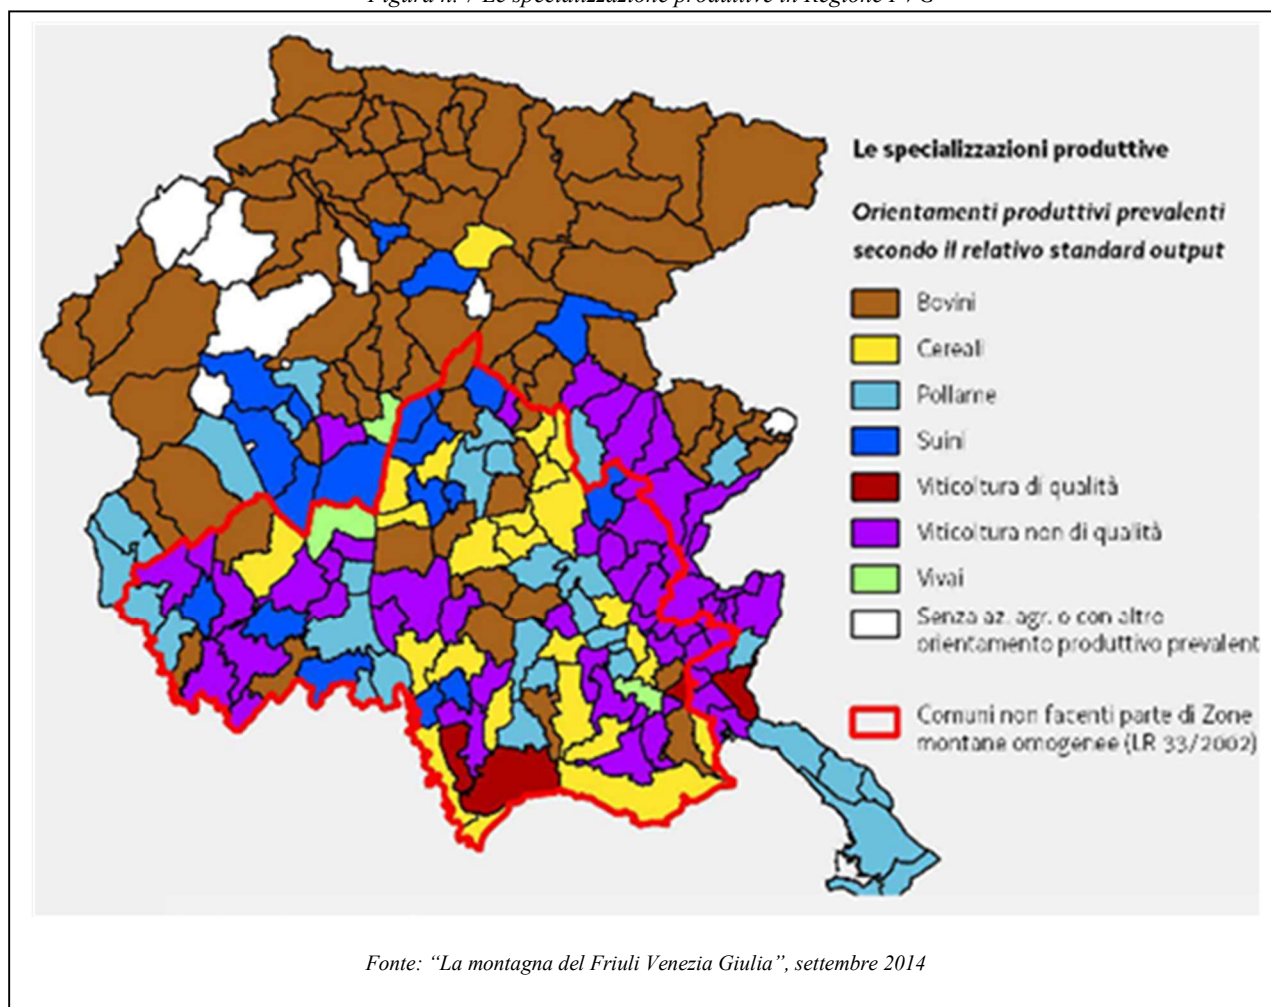 Le specializzazioni produttive
Orientamenti produttivi prevalenti
secondo il relativo standard output
Bovini
Cereali
Pollame
Suini
Viticoltura di qualità
Viticoltura non di qualità
Vivai
Senza az. agr. o con altro
orientamento produttivo prevalent
Comuni non facenti parte di Zone
montane omogenee (LR 33/2002)
Fonte: “La montagna del Friuli Venezia Giulia”, settembre 2014